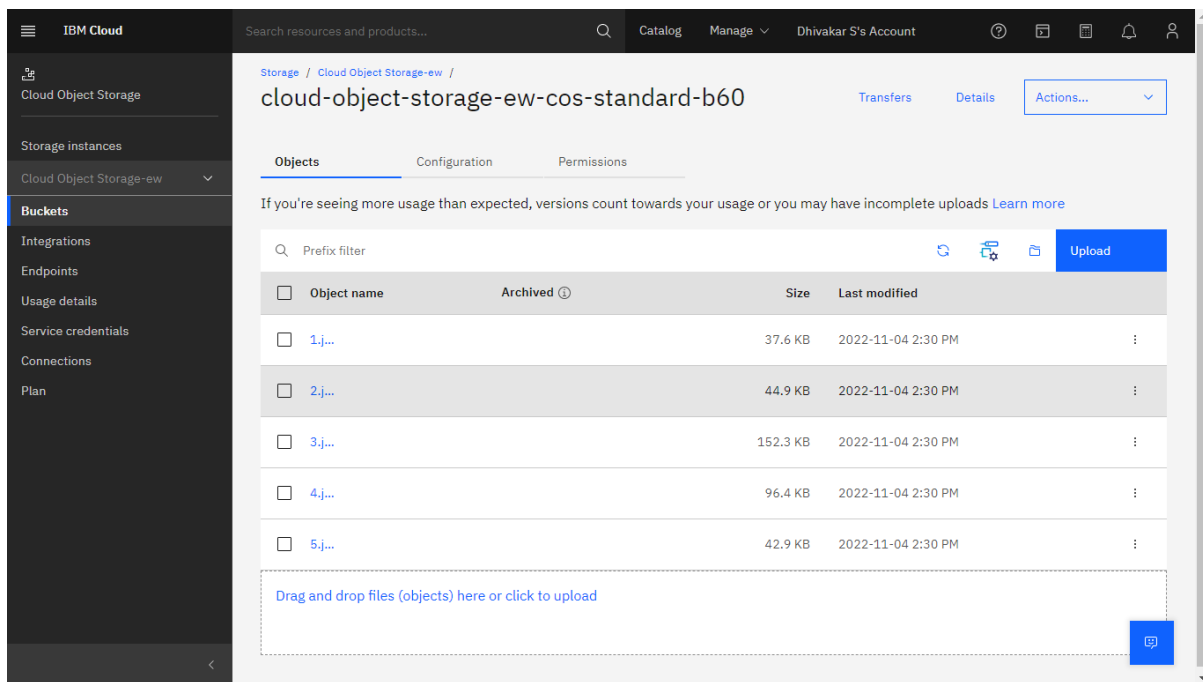 IBM Cloud
Search resources and products...
Catalog
Manage
Dhivakar S's Account
Cloud Object Storage
Storage instances
Cloud Object Storage-ew
Buckets
Integrations
Endpoints
Usage details
Service credentials
Connections
Plan
Storage / Cloud Object Storage-ew /
cloud-object-storage-ew-cos-standard-b60
Transfers
Details
Actions...
Objects
Configuration
Permissions
If you're seeing more usage than expected, versions count towards your usage or you may have incomplete uploads Learn more
Prefix filter
Upload
Object name Archived Size Last modified
1.j... 37.6 KB 2022-11-04 2:30 PM
2.j... 44.9 KB 2022-11-04 2:30 PM
3.j... 152.3 KB 2022-11-04 2:30 PM
4.j... 96.4 KB 2022-11-04 2:30 PM
5.j... 42.9 KB 2022-11-04 2:30 PM
Drag and drop files (objects) here or click to upload